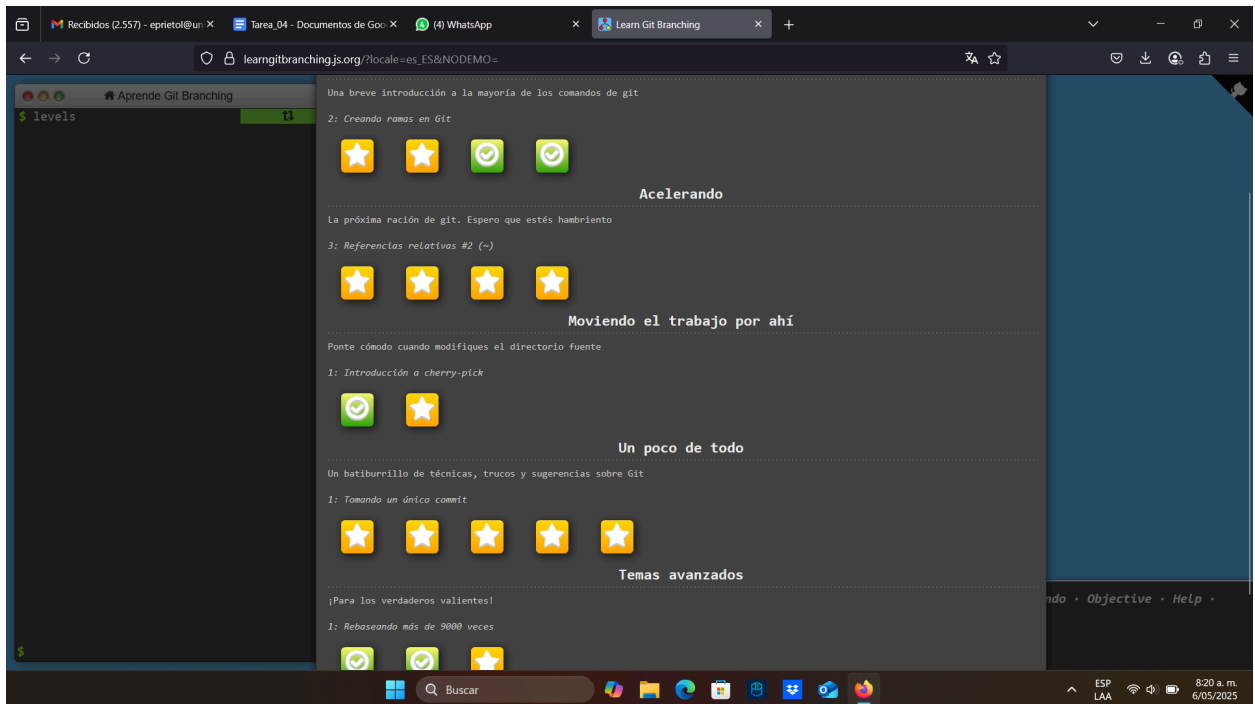 Recibidos (2.557) - eprietol@un
Tarea_04 - Documentos de Goo
(4) WhatsApp
Learn Git Branching
learngitbranching.js.org/?locale=es_ES&NODEMO=
Aprende Git Branching
$ levels
Una breve introducción a la mayoría de los comandos de git
2: Creando ramas en Git
Acelerando
La próxima ración de git. Espero que estés hambriento
3: Referencias relativas #2 (~)
Moviendo el trabajo por ahí
Ponte cómodo cuando modifiques el directorio fuente
1: Introducción a cherry-pick
Un poco de todo
Un batiburrillo de técnicas, trucos y sugerencias sobre Git
1: Tomando un único commit
Temas avanzados
¡Para los verdaderos valientes!
1: Rebaseando más de 9000 veces
ndo · Objective · Help ·
$
Buscar
ESP
LAA
8:20 a. m.
6/05/2025